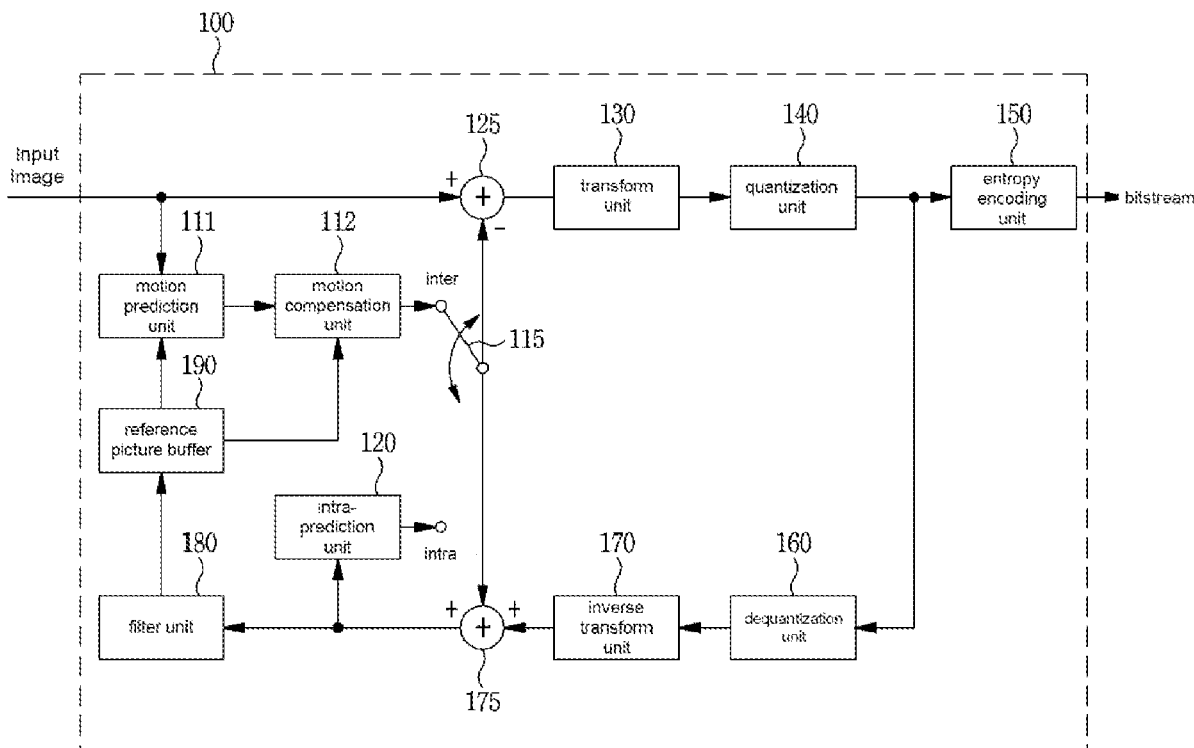 100
125
130
140
150
Input
Image
+
+
-
transform
unit
quantization
unit
entropy
encoding
unit
bitstream
111
112
motion
prediction
unit
motion
compensation
unit
inter
115
190
reference
picture buffer
120
intra-
prediction
unit
intra
180
170
160
filter unit
+
+
+
inverse
transform
unit
dequantization
unit
175